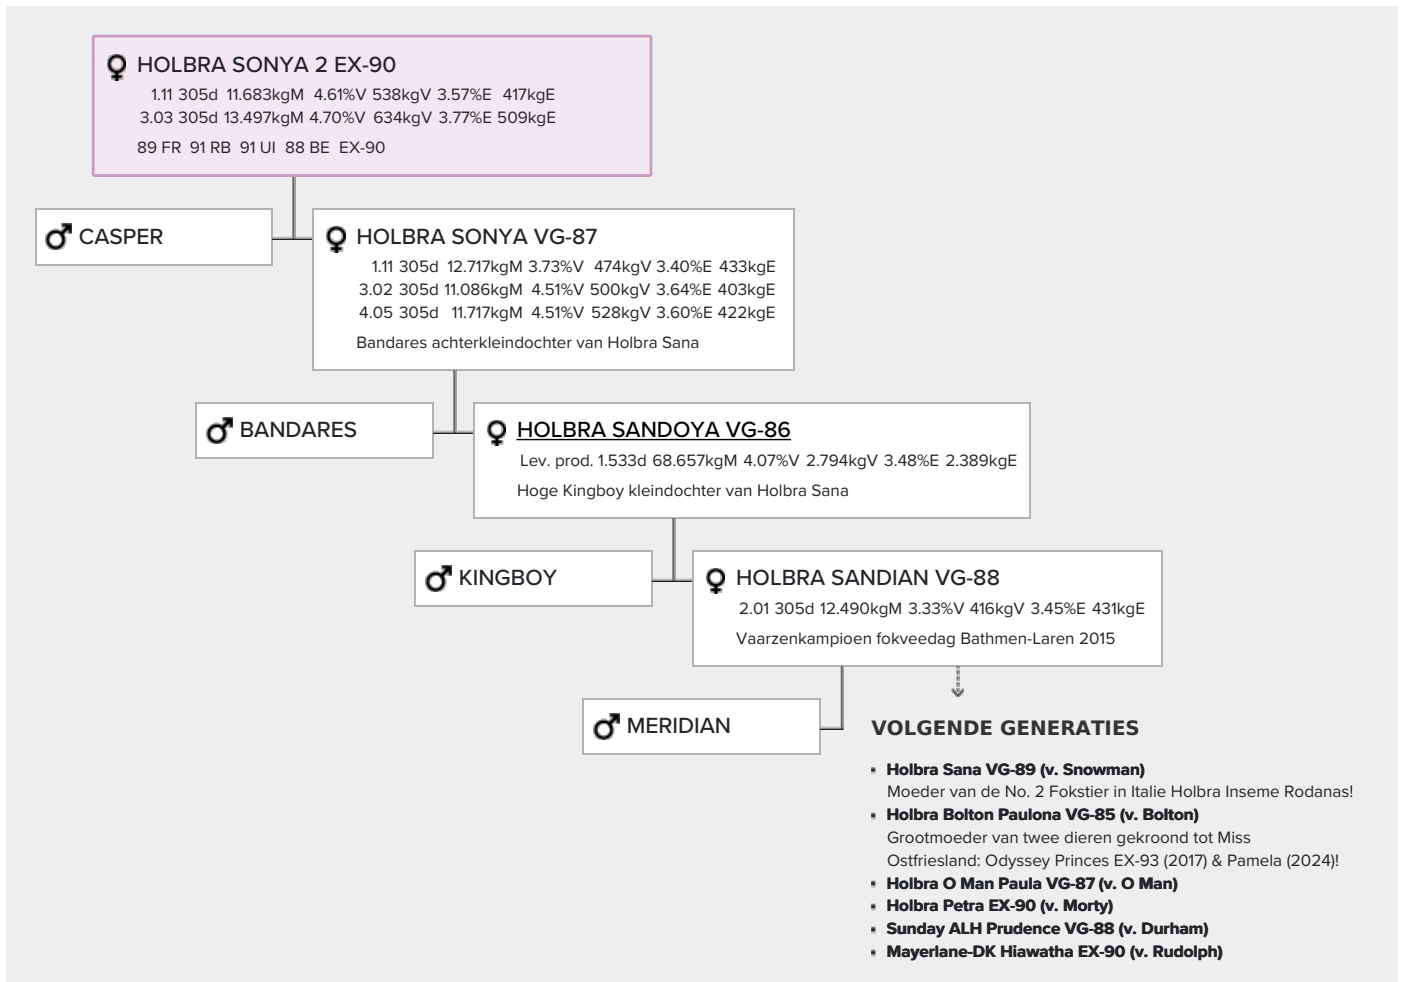 HOLBRA SONYA 2 EX-90
1.11 305d 11.683kgM 4.61%V 538kgV 3.57%E 417kgE
3.03 305d 13.497kgM 4.70%V 634kgV 3.77%E 509kgE
89 FR 91 RB 91 UI 88 BE EX-90
CASPER
HOLBRA SONYA VG-87
1.11 305d 12.717kgM 3.73%V 474kgV 3.40%E 433kgE
3.02 305d 11.086kgM 4.51%V 500kgV 3.64%E 403kgE
4.05 305d 11.717kgM 4.51%V 528kgV 3.60%E 422kgE
Bandares achterkleindochter van Holbra Sana
BANDARES
HOLBRA SANDOYA VG-86
Lev. prod. 1.533d 68.657kgM 4.07%V 2.794kgV 3.48%E 2.389kgE
Hoge Kingboy kleindochter van Holbra Sana
KINGBOY
HOLBRA SANDIAN VG-88
2.01 305d 12.490kgM 3.33%V 416kgV 3.45%E 431kgE
Vaarzenkampioen fokveedag Bathmen-Laren 2015
MERIDIAN
VOLGENDE GENERATIES
Holbra Sana VG-89 (v. Snowman)
Moeder van de No. 2 Fokstier in Italie Holbra Inseme Rodanas!
Holbra Bolton Paulona VG-85 (v. Bolton)
Grootmoeder van twee dieren gekroond tot Miss
Ostfriesland: Odyssey Princes EX-93 (2017) & Pamela (2024)!
Holbra O Man Paula VG-87 (v. O Man)
Holbra Petra EX-90 (v. Morty)
Sunday ALH Prudence VG-88 (v. Durham)
Mayerlane-DK Hiawatha EX-90 (v. Rudolph)